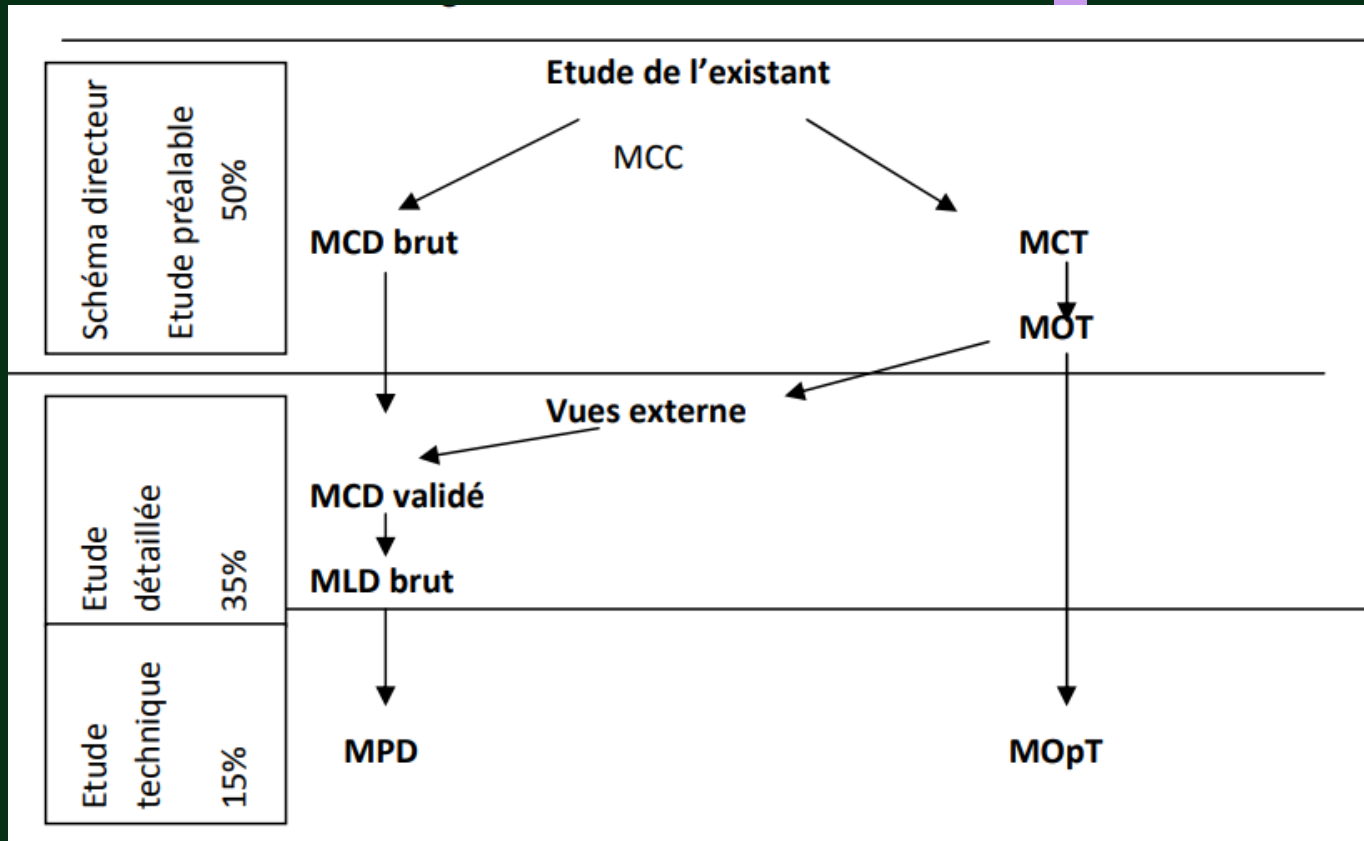 Etude de l’existant
MCC
MCD brut
MCT
MOT
Schéma directeur
Etude préalable
50%
Vues externe
MCD validé
MLD brut
Etude
détaillée
35%
MPD
MOpT
Etude
technique
15%